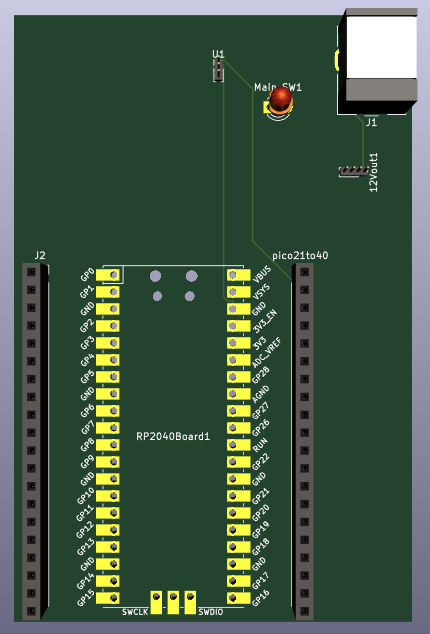 U1
Main_SW1
J1
12Vout1
J2
pico21to40
GP0
VBUS
GP1
VSYS
GND
GND
GP2
3V3_EN
GP3
3V3
GP4
ADC_VREF
GP5
GP28
GND
AGND
GP6
GP27
GP7
GP26
GP8
RUN
GP9
GP22
GND
GND
GP10
GP21
GP11
GP20
GP12
GP19
GP13
GP18
GND
GND
GP14
GP17
GP15
GP16
RP2040Board1
SWCLK
SWDIO